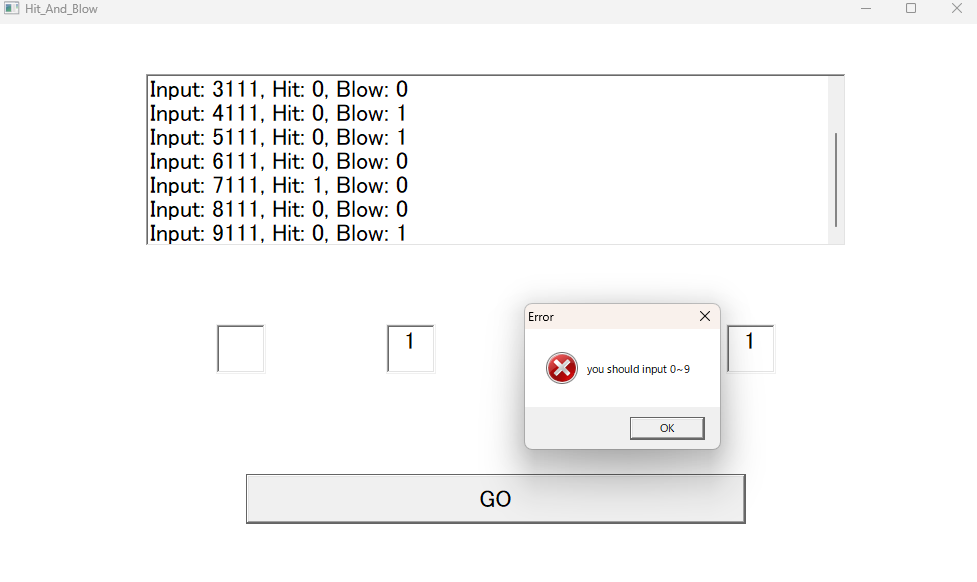 Hit_And_Blow
Input: 3111, Hit: 0, Blow: 0
Input: 4111, Hit: 0, Blow: 1
Input: 5111, Hit: 0, Blow: 1
Input: 6111, Hit: 0, Blow: 0
Input: 7111, Hit: 1, Blow: 0
Input: 8111, Hit: 0, Blow: 0
Input: 9111, Hit: 0, Blow: 1
Error
1
1
you should input 0~9
OK
GO